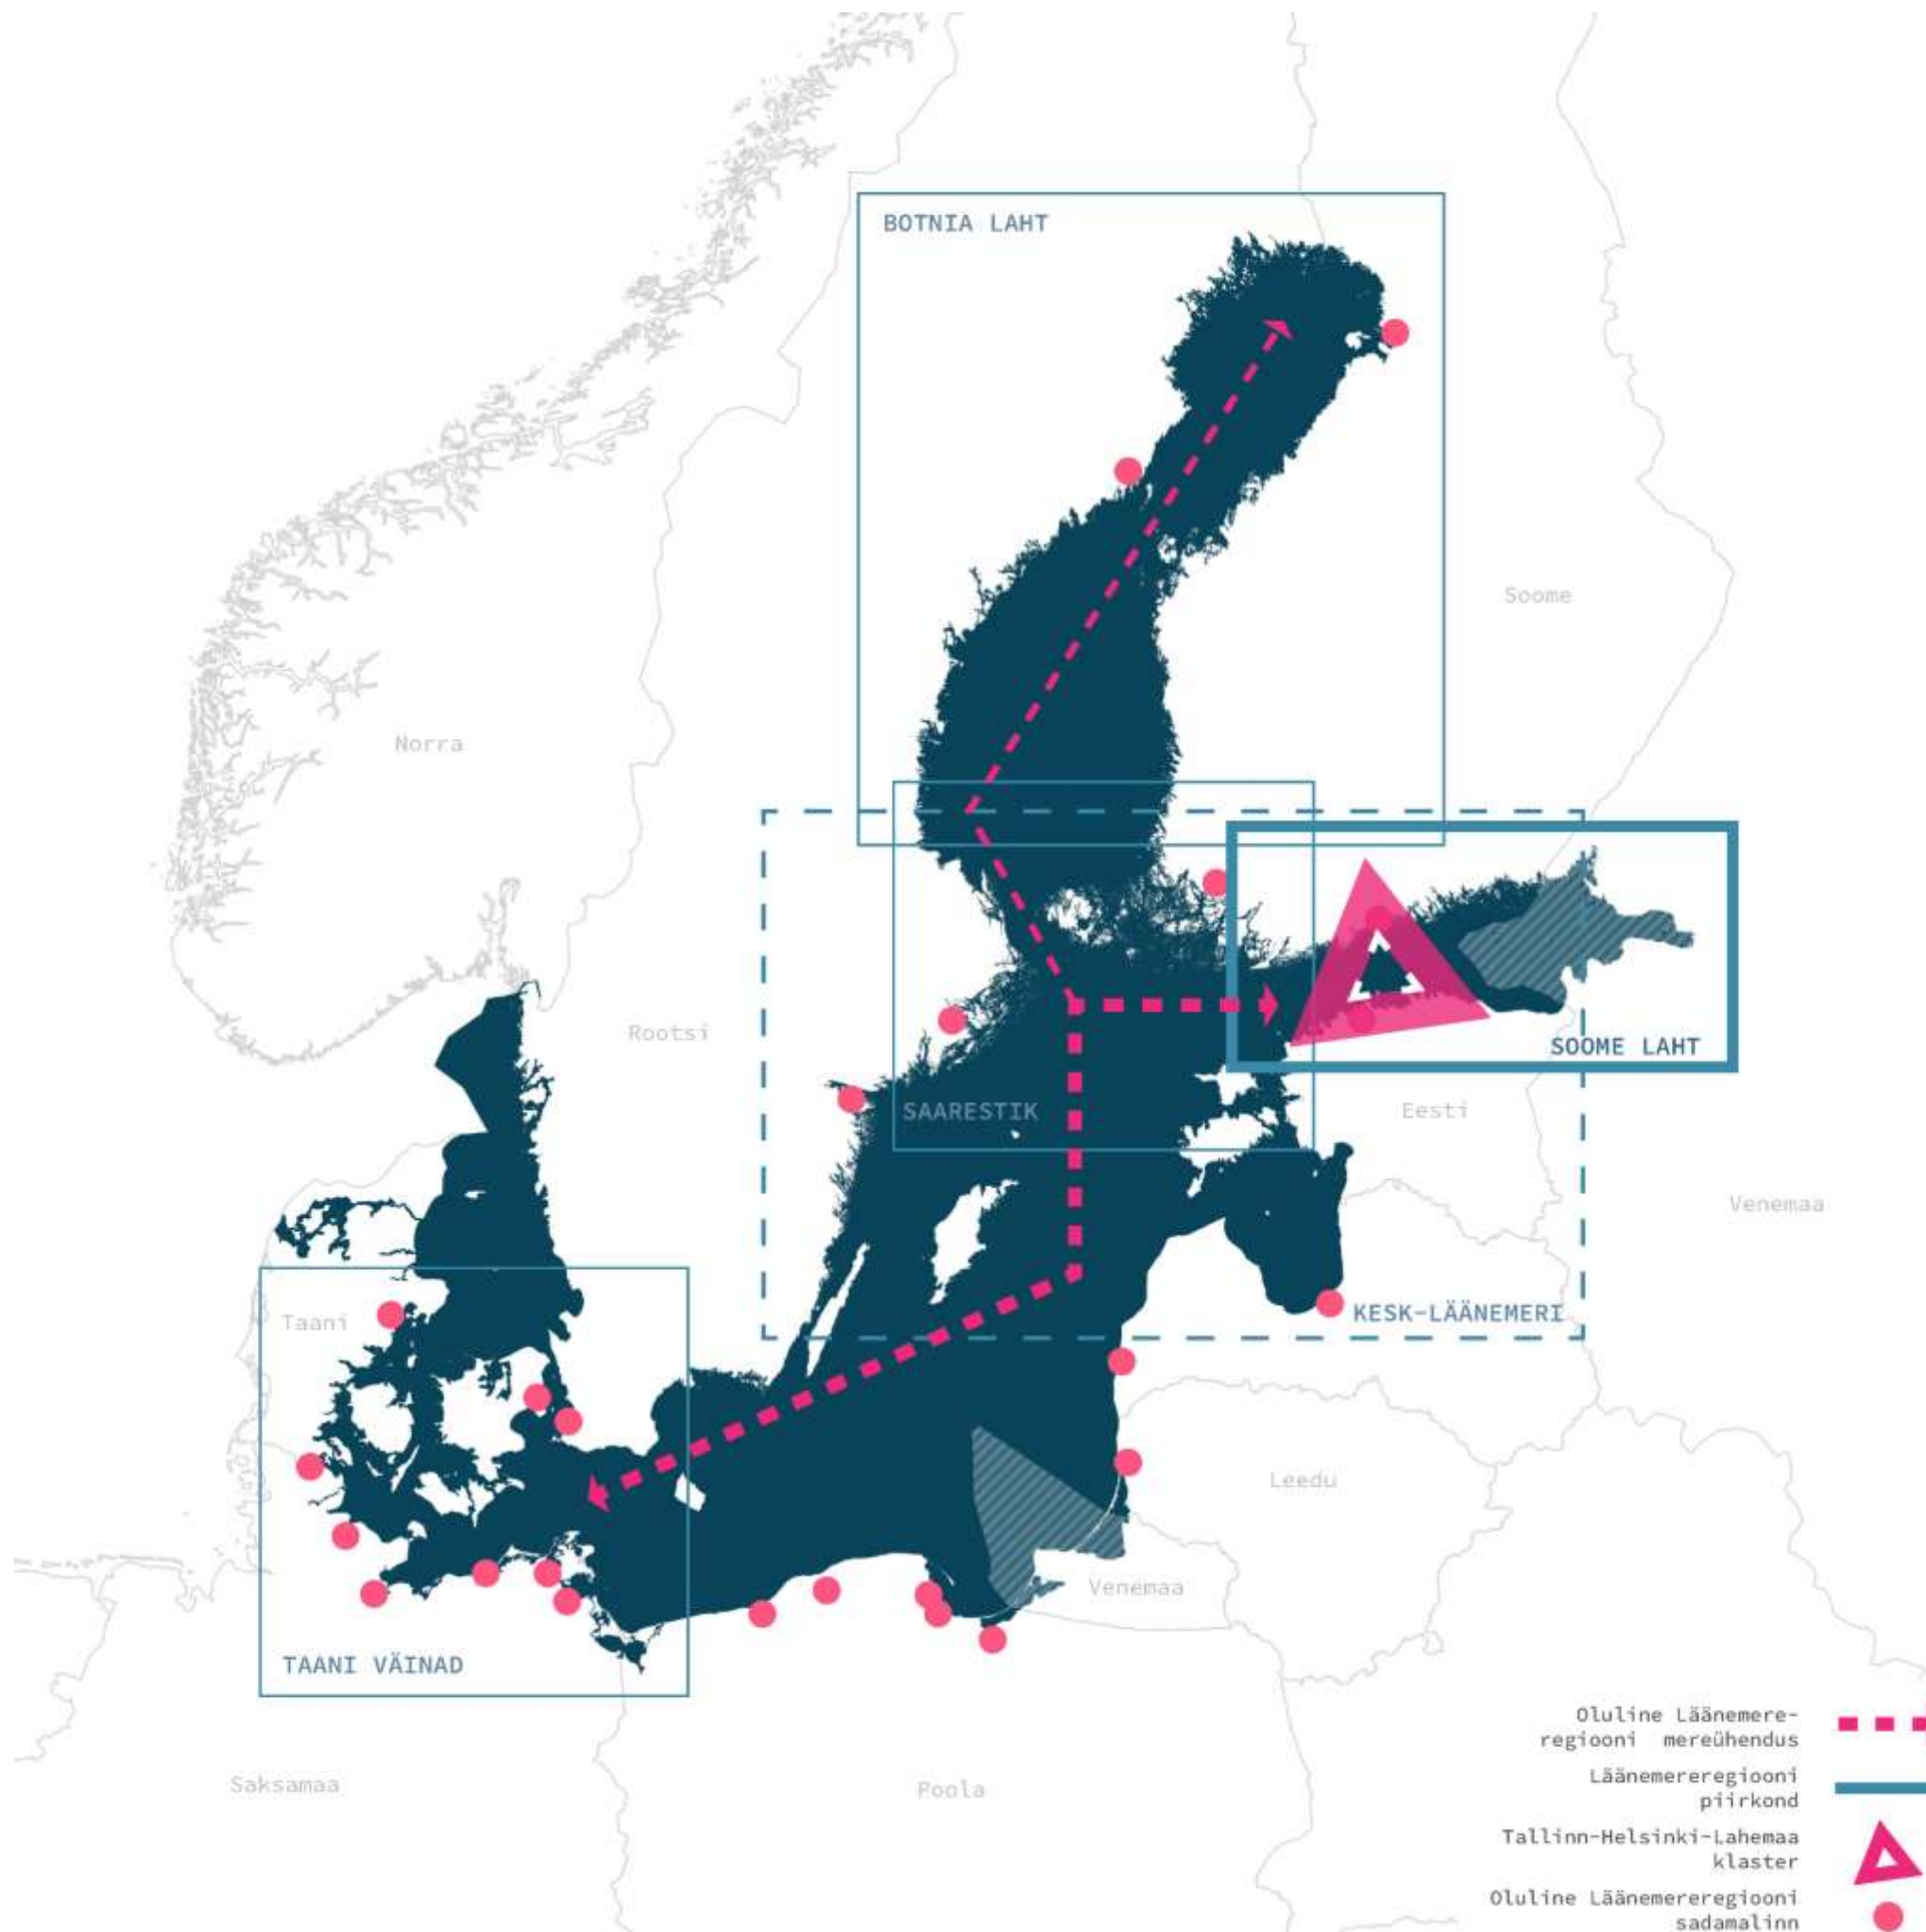 BOTNIA LAHT
Soome
Norra
Rootsi
SOOME LAHT
SAARESTIK
Eesti
Venemaa
Taani
KESK-LÄÄNEMERI
Leedu
Venemaa
TAANI VÄINAD
Saksamaa
Poola
Oluline Läänemere-
regiooni mereühendus
Läänemereregiooni
piirkond
Tallinn-Helsinki-Lahemaa
klaster
Oluline Läänemereregiooni
sadamalinn